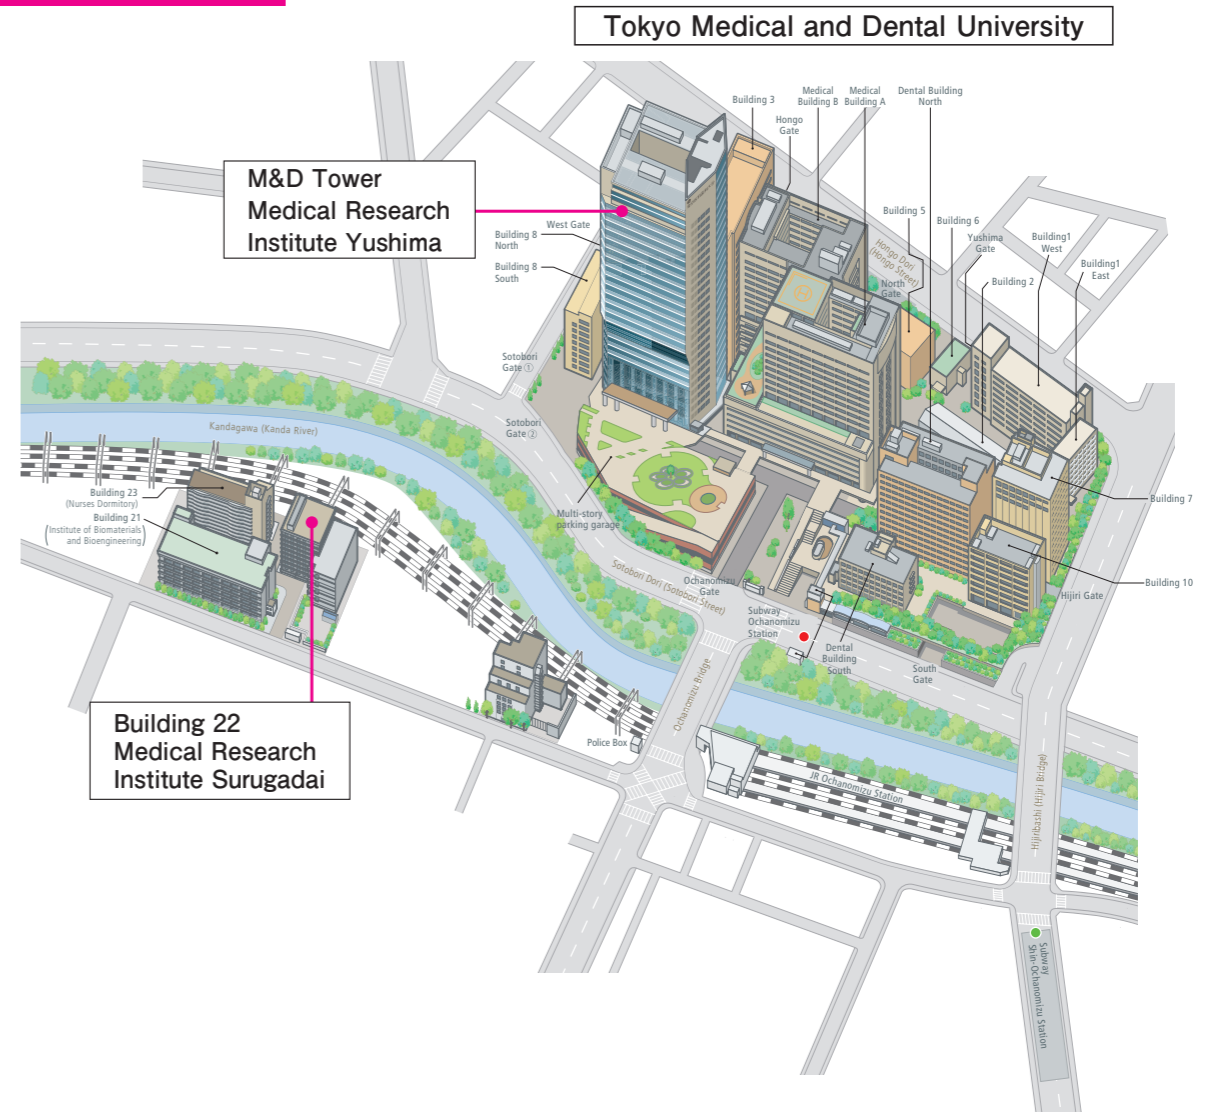 Tokyo Medical and Dental University
M&D Tower
Medical Research
Institute Yushima
Building 3
Medical
Building B
Medical
Building A
Dental Building
North
Hongo
Gate
West Gate
Building 8
North
Building 8
South
Building 5
Building 6
Hongo Dori
(Hongo Street)
North
Gate
Yushima
Gate
Building 2
Building1
West
Building1
East
Sotobori
Gate①
Sotobori
Gate②
Kandagawa (Kanda River)
Building 23
(Nurses Dormitory)
Building 21
(Institute of Biomaterials
and Bioengineering)
Multi-story
parking garage
Building 7
Building 10
Hijiri Gate
Sotobori Dori (Sotobori Street)
Ochanomizu
Gate
Subway
Ochanomizu
Station
Dental
Building
South
South
Gate
Ochanomizu Bridge
Building 22
Medical Research
Institute Surugadai
Police Box
JR Ochanomizu Station
Hijiribashi (Hijiri Bridge)
Subway
Shin-Ochanomizu Station